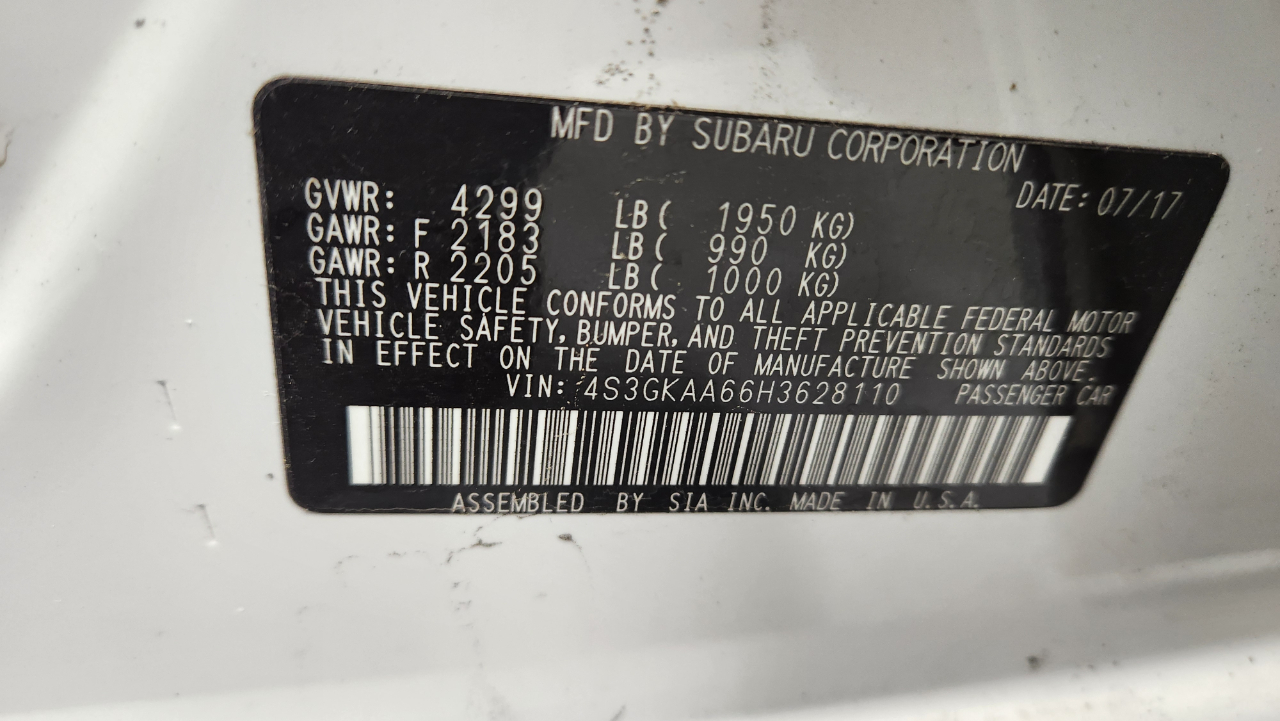 MFD BY SUBARU CORPORATION
DATE: 07/17
GVWR: 4299 LB( 1950 KG)
GAWR: F 2183 LB( 990 KG)
GAWR: R 2205 LB( 1000 KG)
THIS VEHICLE CONFORMS TO ALL APPLICABLE FEDERAL MOTOR
VEHICLE SAFETY, BUMPER, AND THEFT PREVENTION STANDARDS
IN EFFECT ON THE DATE OF MANUFACTURE SHOWN ABOVE.
VIN: 4S3GKAA66H3628110 PASSENGER CAR
ASSEMBLED BY SIA INC. MADE IN U.S.A.